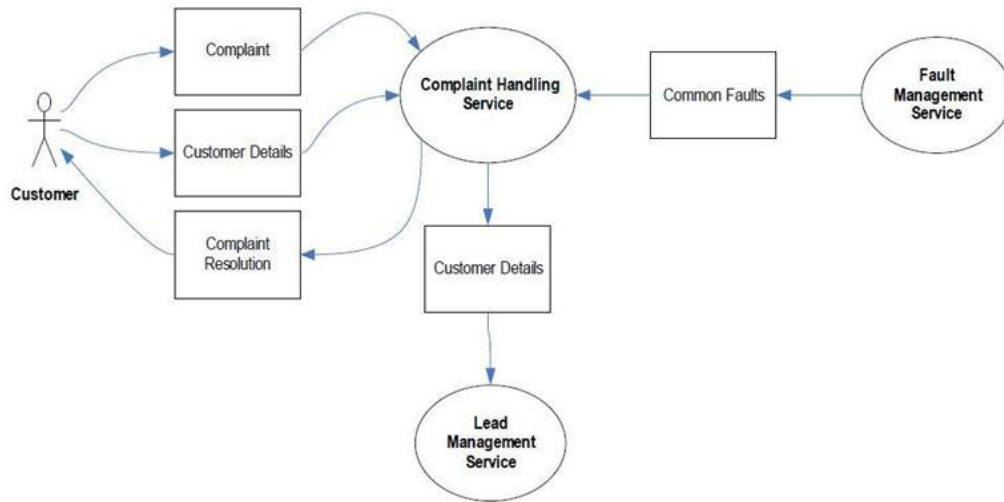 Complaint
Complaint Handling
Service
Common Faults
Fault
Management
Service
Customer Details
Customer
Complaint
Resolution
Customer Details
Lead
Management
Service